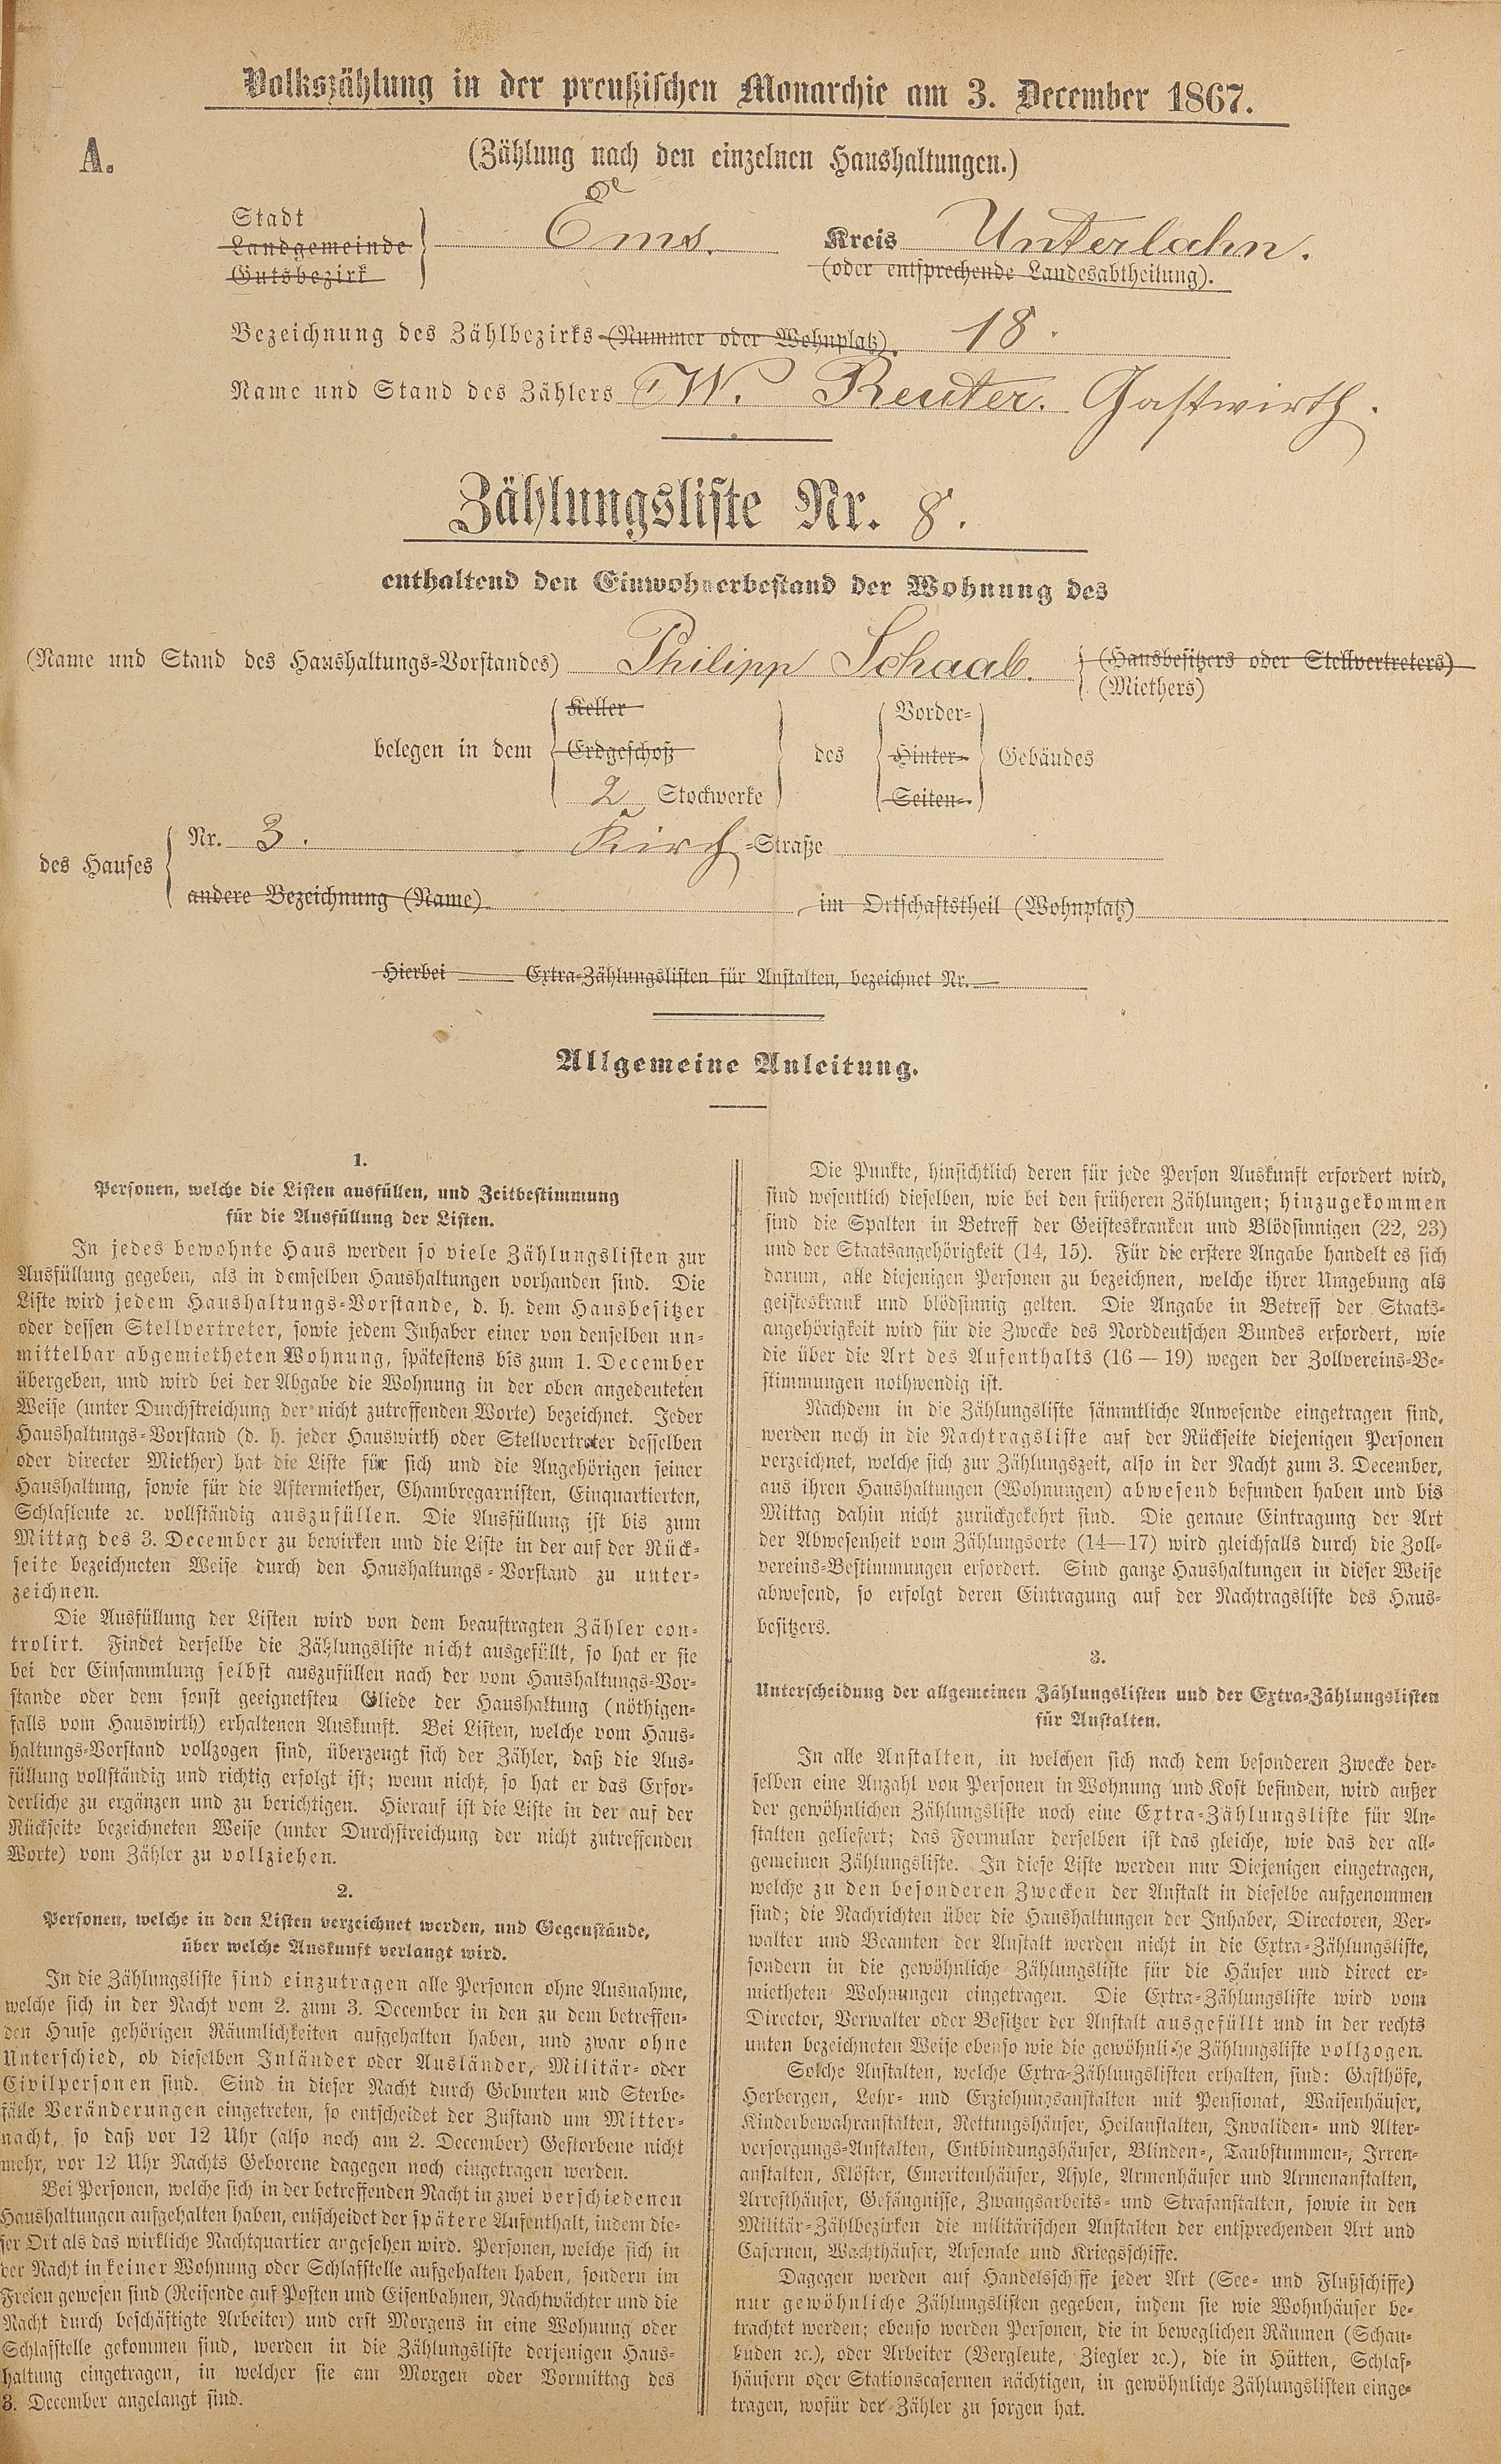 Volkszählung in der preußischen Monarchie am 3. December 1867.
A.
(Zählung nach den einzelnen Haushaltungen.)
Stadt
Landgemeinde
Gutsbezirk
Ems.
Kreis Unterlahn.
(oder entsprechende Landesabtheilung).
Bezeichnung des Zählbezirks (Nummer oder Wohnplatz) 18.
Name und Stand des Zählers W. Reuter. Gastwirth.
Zählungsliste Nr. 8.
enthaltend den Einwohnerbestand der Wohnung des
(Name und Stand des Haushaltungs-Vorstandes) Philipp Schaab. (Hausbesitzers oder Stellvertreters)
(Miethers)
belegen in dem
Keller
Erdgeschoß
2 Stockwerke
des
Vorder-
Hinter-
Seiten-
Gebäudes
des Hauses
Nr. 3. Kirch-Straße
andere Bezeichnung (Name) im Ortschaftstheil (Wohnplatz)
Hierbei Extra-Zählungslisten für Anstalten, bezeichnet Nr.
Allgemeine Anleitung.
1.
Personen, welche die Listen ausfüllen, und Zeitbestimmung
für die Ausfüllung der Listen.
In jedes bewohnte Haus werden so viele Zählungslisten zur
Ausfüllung gegeben, als in demselben Haushaltungen vorhanden sind. Die
Liste wird jedem Haushaltungs-Vorstande, d. h. dem Hausbesitzer
oder dessen Stellvertreter, sowie jedem Inhaber einer von denselben un-
mittelbar abgemietheten Wohnung, spätestens bis zum 1. December
übergeben, und wird bei der Abgabe die Wohnung in der oben angedeuteten
Weise (unter Durchstreichung der nicht zutreffenden Worte) bezeichnet. Jeder
Haushaltungs-Vorstand (d. h. jeder Hauswirth oder Stellvertreter desselben
oder directer Miether) hat die Liste für sich und die Angehörigen seiner
Haushaltung, sowie für die Aftermiether, Chambregarnisten, Einquartierten,
Schlafleute ꝛc. vollständig auszufüllen. Die Ausfüllung ist bis zum
Mittag des 3. December zu bewirken und die Liste in der auf der Rück-
seite bezeichneten Weise durch den Haushaltungs-Vorstand zu unter-
zeichnen.
Die Ausfüllung der Listen wird von dem beauftragten Zähler con-
trolirt. Findet derselbe die Zählungsliste nicht ausgefüllt, so hat er sie
bei der Einsammlung selbst auszufüllen nach der vom Haushaltungs-Vor-
stande oder dem sonst geeignetsten Gliede der Haushaltung (nöthigen-
falls vom Hauswirth) erhaltenen Auskunft. Bei Listen, welche vom Haus-
haltungs-Vorstand vollzogen sind, überzeugt sich der Zähler, daß die Aus-
füllung vollständig und richtig erfolgt ist; wenn nicht, so hat er das Erfor-
derliche zu ergänzen und zu berichtigen. Hierauf ist die Liste in der auf der
Rückseite bezeichneten Weise (unter Durchstreichung der nicht zutreffenden
Worte) vom Zähler zu vollziehen.
2.
Personen, welche in den Listen verzeichnet werden, und Gegenstände,
über welche Auskunft verlangt wird.
In die Zählungsliste sind einzutragen alle Personen ohne Ausnahme,
welche sich in der Nacht vom 2. zum 3. December in den zu dem betreffen-
den Hause gehörigen Räumlichkeiten aufgehalten haben, und zwar ohne
Unterschied, ob dieselben Inländer oder Ausländer, Militär- oder
Civilpersonen sind. Sind in dieser Nacht durch Geburten und Sterbe-
fälle Veränderungen eingetreten, so entscheidet der Zustand um Mitter-
nacht, so daß vor 12 Uhr (also noch am 2. December) Gestorbene nicht
mehr, vor 12 Uhr Nachts Geborene dagegen noch eingetragen werden.
Bei Personen, welche sich in der betreffenden Nacht in zwei verschiedenen
Haushaltungen aufgehalten haben, entscheidet der spätere Aufenthalt, indem die-
ser Ort als das wirkliche Nachtquartier angesehen wird. Personen, welche sich in
der Nacht in keiner Wohnung oder Schlafstelle aufgehalten haben, sondern im
Freien gewesen sind (Reisende auf Posten und Eisenbahnen, Nachtwächter und die
Nacht durch beschäftigte Arbeiter) und erst Morgens in eine Wohnung oder
Schlafstelle gekommen sind, werden in die Zählungsliste derjenigen Haus-
haltung eingetragen, in welcher sie am Morgen oder Vormittag des
3. December angelangt sind.
Die Punkte, hinsichtlich deren für jede Person Auskunft erfordert wird,
sind wesentlich dieselben, wie bei den früheren Zählungen; hinzugekommen
sind die Spalten in Betreff der Geisteskranken und Blödsinnigen (22, 23)
und der Staatsangehörigkeit (14, 15). Für die erstere Angabe handelt es sich
darum, alle diejenigen Personen zu bezeichnen, welche ihrer Umgebung als
geisteskrank und blödsinnig gelten. Die Angabe in Betreff der Staats-
angehörigkeit wird für die Zwecke des Norddeutschen Bundes erfordert, wie
die über die Art des Aufenthalts (16 — 19) wegen der Zollvereins-Be-
stimmungen nothwendig ist.
Nachdem in die Zählungsliste sämmtliche Anwesende eingetragen sind,
werden noch in die Nachtragsliste auf der Rückseite diejenigen Personen
verzeichnet, welche sich zur Zählungszeit, also in der Nacht zum 3. December,
aus ihren Haushaltungen (Wohnungen) abwesend befunden haben und bis
Mittag dahin nicht zurückgekehrt sind. Die genaue Eintragung der Art
der Abwesenheit vom Zählungsorte (14—17) wird gleichfalls durch die Zoll-
vereins-Bestimmungen erfordert. Sind ganze Haushaltungen in dieser Weise
abwesend, so erfolgt deren Eintragung auf der Nachtragsliste des Haus-
besitzers.
3.
Unterscheidung der allgemeinen Zählungslisten und der Extra-Zählungslisten
für Anstalten.
In alle Anstalten, in welchen sich nach dem besonderen Zwecke der-
selben eine Anzahl von Personen in Wohnung und Kost befinden, wird außer
der gewöhnlichen Zählungsliste noch eine Extra-Zählungsliste für An-
stalten geliefert; das Formular derselben ist das gleiche, wie das der all-
gemeinen Zählungsliste. In diese Liste werden nur Diejenigen eingetragen,
welche zu den besonderen Zwecken der Anstalt in dieselbe aufgenommen
sind; die Nachrichten über die Haushaltungen der Inhaber, Directoren, Ver-
walter und Beamten der Anstalt werden nicht in die Extra-Zählungsliste,
sondern in die gewöhnliche Zählungsliste für die Häuser und direct er-
mietheten Wohnungen eingetragen. Die Extra-Zählungsliste wird vom
Director, Verwalter oder Besitzer der Anstalt ausgefüllt und in der rechts
unten bezeichneten Weise ebenso wie die gewöhnliche Zählungsliste vollzogen.
Solche Anstalten, welche Extra-Zählungslisten erhalten, sind: Gasthöfe,
Herbergen, Lehr- und Erziehungsanstalten mit Pensionat, Waisenhäuser,
Kinderbewahranstalten, Rettungshäuser, Heilanstalten, Invaliden- und Alter-
versorgungs-Anstalten, Entbindungshäuser, Blinden-, Taubstummen-, Irren-
anstalten, Klöster, Emeritenhäuser, Asyle, Armenhäuser und Armenanstalten,
Arresthäuser, Gefängnisse, Zwangsarbeits- und Strafanstalten, sowie in den
Militär-Zählbezirken die militärischen Anstalten der entsprechenden Art und
Casernen, Wachthäuser, Arsenale und Kriegsschiffe.
Dagegen werden auf Handelsschiffe jeder Art (See- und Flußschiffe)
nur gewöhnliche Zählungslisten gegeben, indem sie wie Wohnhäuser be-
trachtet werden; ebenso werden Personen, die in beweglichen Räumen (Schau-
buden ꝛc.), oder Arbeiter (Bergleute, Ziegler ꝛc.), die in Hütten, Schlaf-
häusern oder Stationscasernen nächtigen, in gewöhnliche Zählungslisten einge-
tragen, wofür der Zähler zu sorgen hat.